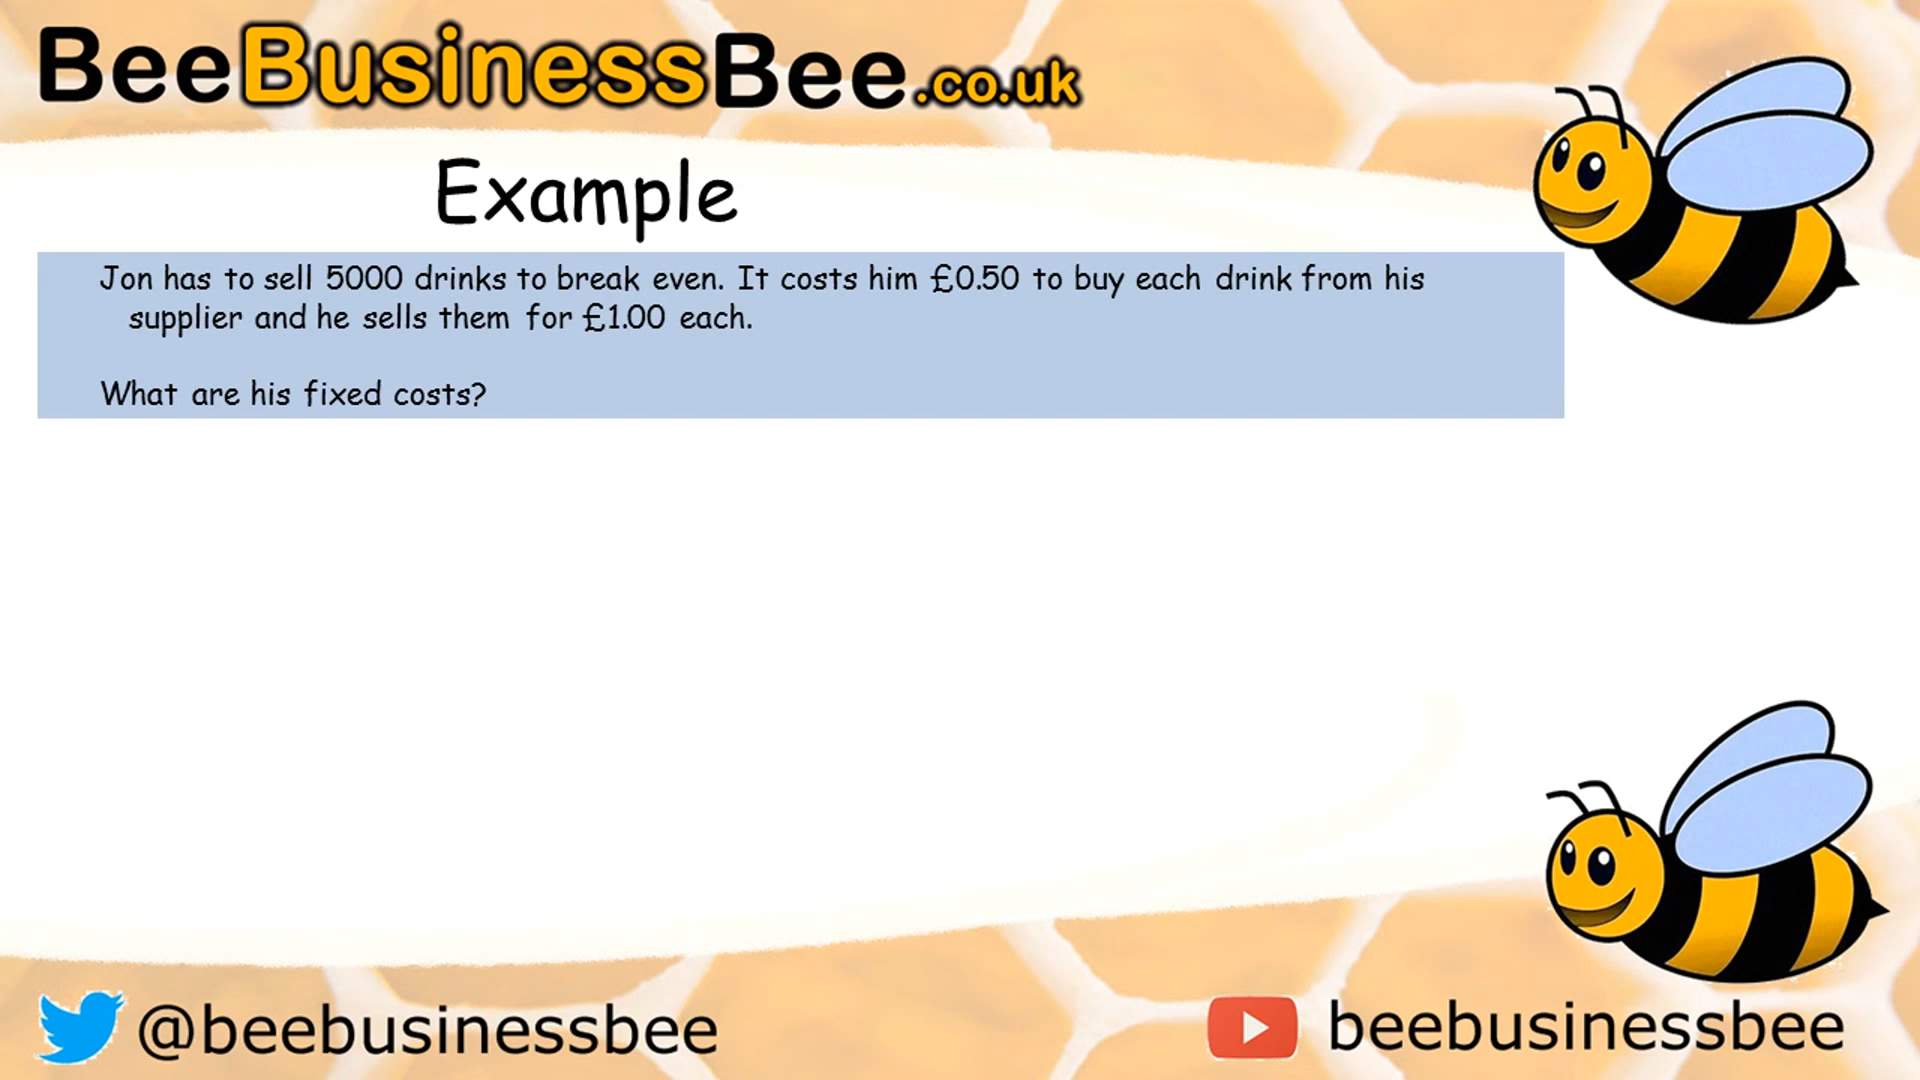 BeeBusinessBee.co.uk
Example
Jon has to sell 5000 drinks to break even. It costs him £0.50 to buy each drink from his
supplier and he sells them for £1.00 each.
What are his fixed costs?
@beebusinessbee
beebusinessbee